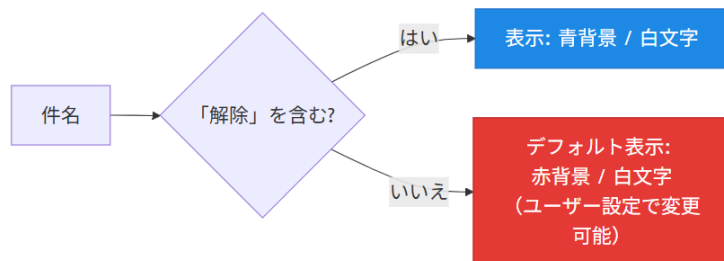 件名
「解除」を含む?
はい
表示: 青背景 / 白文字
いいえ
デフォルト表示:
赤背景 / 白文字
（ユーザー設定で変更
可能）